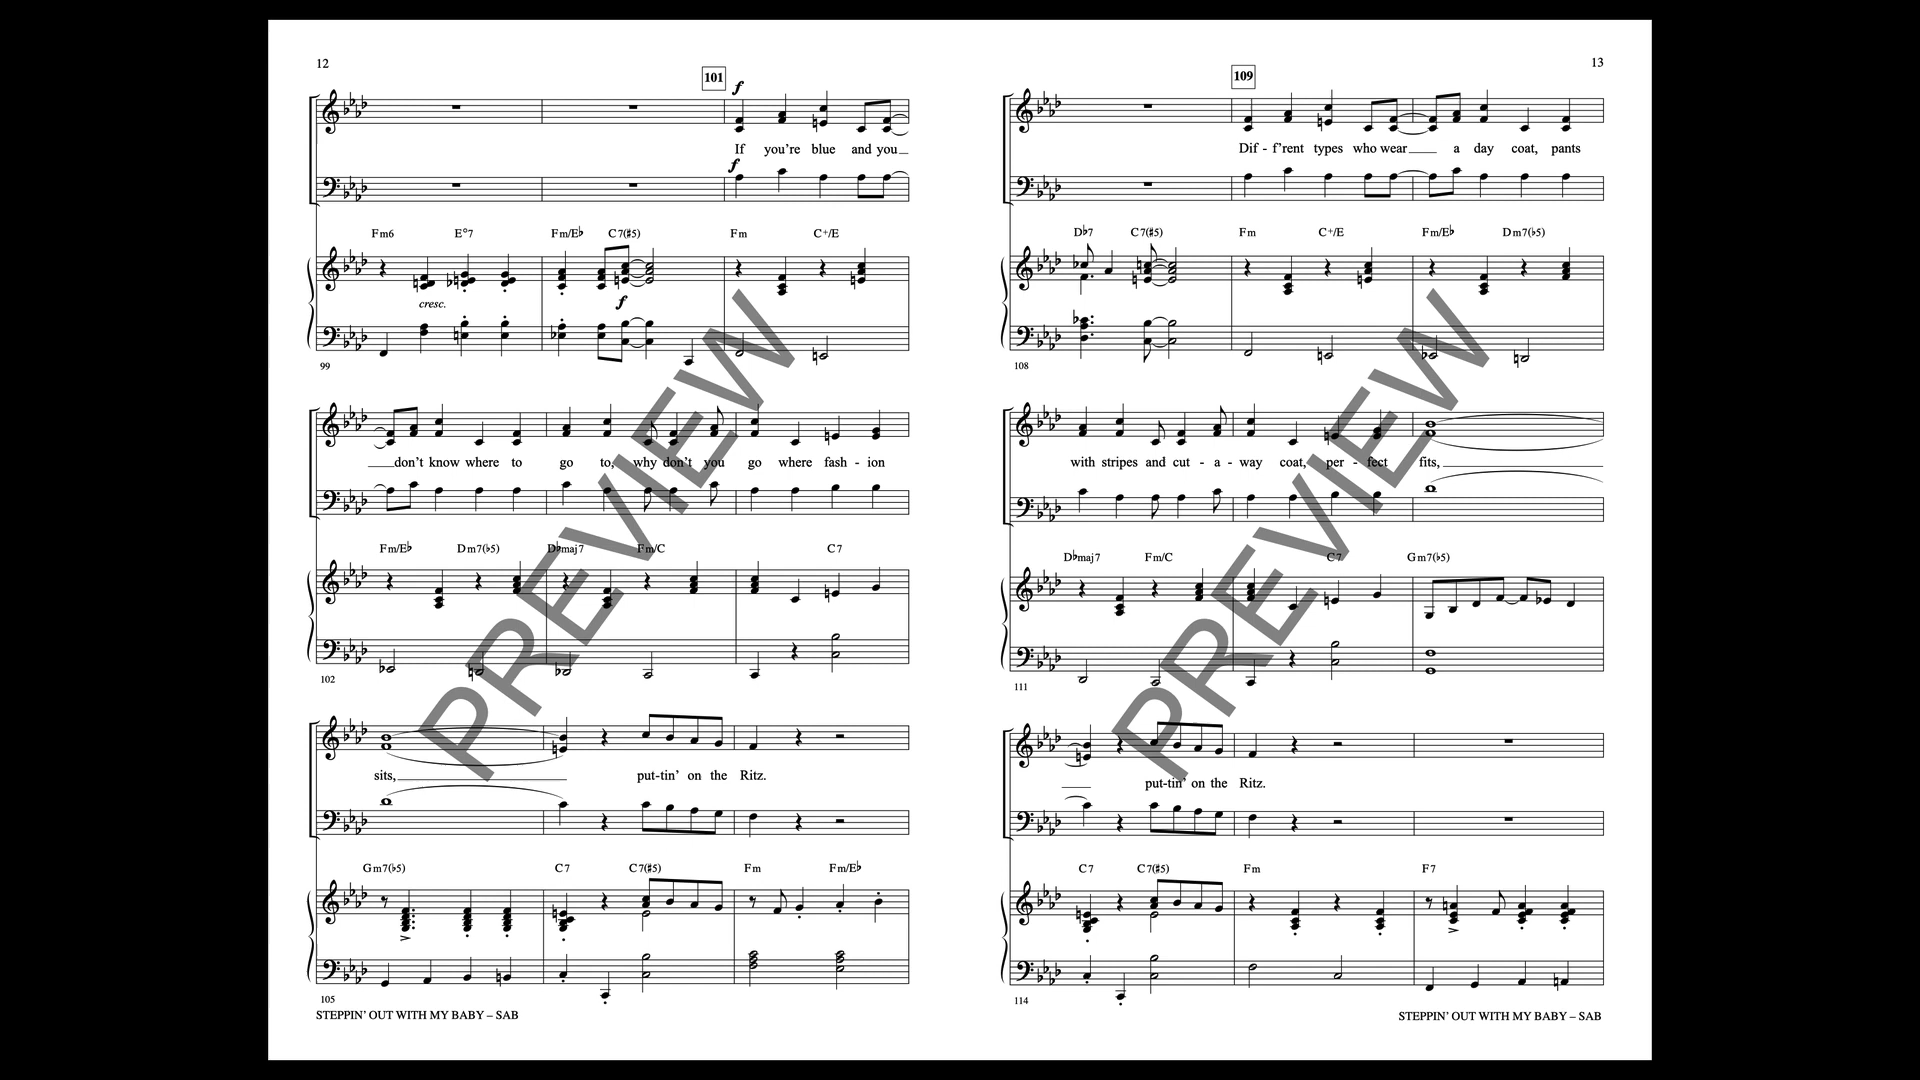 12
101
f
If you're blue and you
f
Fm6 E°7 Fm/E♭ C7(♯5) Fm C+/E
cresc.
f
99
don't know where to go to, why don't you go where fash - ion
Fm/E♭ Dm7(♭5) D♭maj7 Fm/C C7
102
sits, put-tin' on the Ritz.
Gm7(♭5) C7 C7(♯5) Fm Fm/E♭
105
STEPPIN' OUT WITH MY BABY – SAB
PREVIEW
13
109
Dif - f'rent types who wear a day coat, pants
D♭7 C7(♯5) Fm C+/E Fm/E♭ Dm7(♭5)
108
with stripes and cut - a - way coat, per - fect fits,
D♭maj7 Fm/C C7 Gm7(♭5)
111
put-tin' on the Ritz.
C7 C7(♯5) Fm F7
114
STEPPIN' OUT WITH MY BABY – SAB
PREVIEW